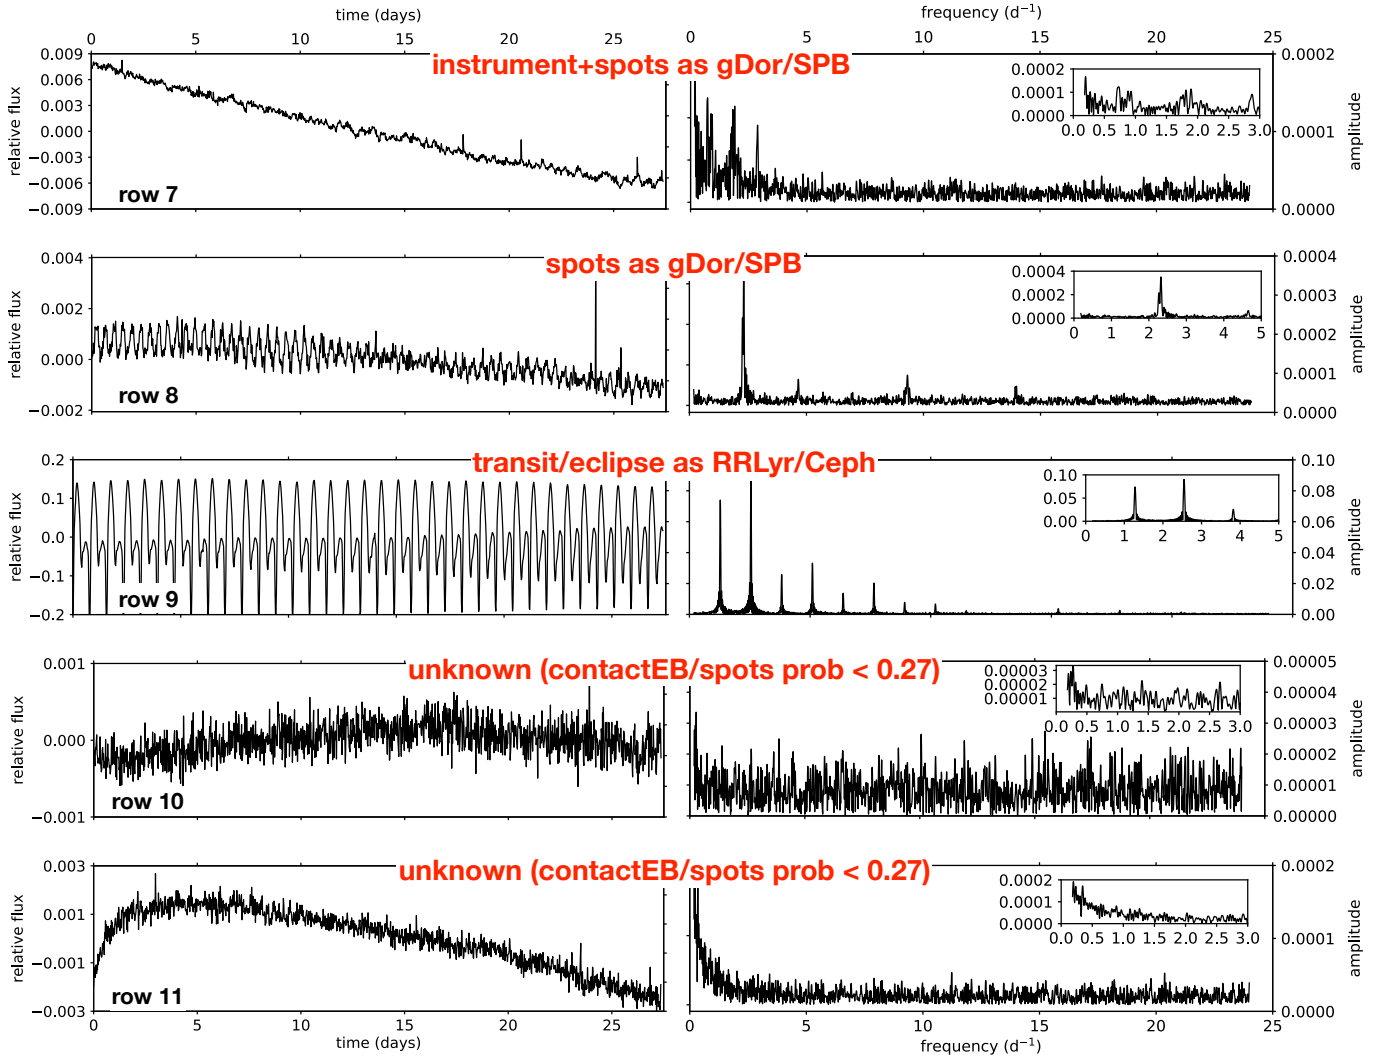 time (days)
frequency (d⁻¹)
0 5 10 15 20 25
0 5 10 15 20 25
instrument+spots as gDor/SPB
0.009
0.006
0.003
0.000
−0.003
−0.006
−0.009
relative flux
row 7
0.0002
0.0001
0.0000
0.0 0.5 1.0 1.5 2.0 2.5 3.0
0.0002
0.0001
0.0000
amplitude
spots as gDor/SPB
0.004
0.002
0.000
−0.002
relative flux
row 8
0.0004
0.0002
0.0000
0 1 2 3 4 5
0.0004
0.0003
0.0002
0.0001
0.0000
amplitude
transit/eclipse as RRLyr/Ceph
0.2
0.1
0.0
−0.1
−0.2
relative flux
row 9
0.10
0.05
0.00
0 1 2 3 4 5
0.10
0.08
0.06
0.04
0.02
0.00
amplitude
unknown (contactEB/spots prob < 0.27)
0.001
0.000
−0.001
relative flux
row 10
0.00003
0.00002
0.00001
0.0 0.5 1.0 1.5 2.0 2.5 3.0
0.00005
0.00004
0.00003
0.00002
0.00001
0.00000
amplitude
unknown (contactEB/spots prob < 0.27)
0.003
0.001
−0.001
−0.003
relative flux
row 11
0.0002
0.0001
0.0000
0.0 0.5 1.0 1.5 2.0 2.5 3.0
0.0002
0.0001
0.0000
amplitude
0 5 10 15 20 25
0 5 10 15 20 25
time (days)
frequency (d⁻¹)